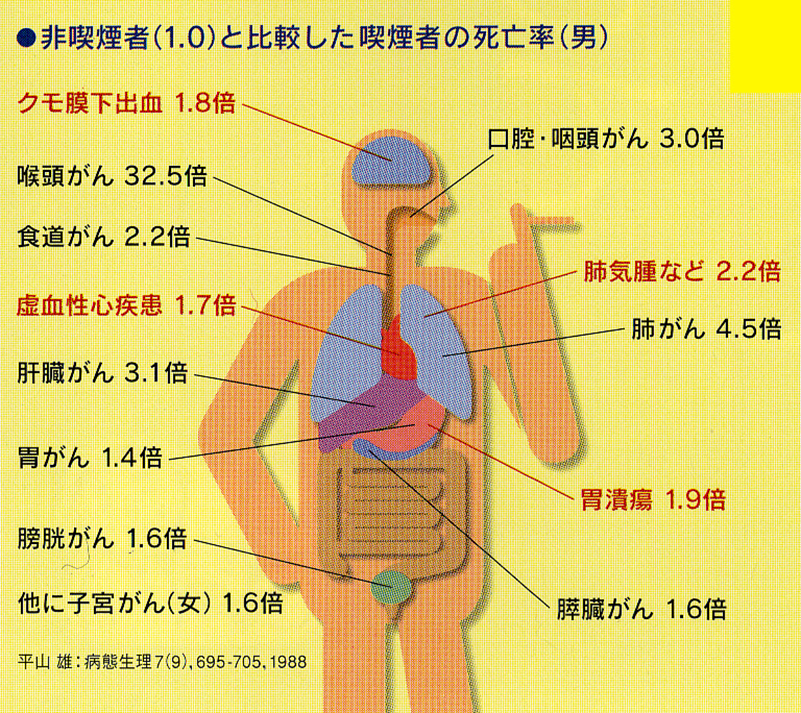 ●非喫煙者(1.0)と比較した喫煙者の死亡率(男)
クモ膜下出血 1.8倍
口腔・咽頭がん 3.0倍
喉頭がん 32.5倍
食道がん 2.2倍
肺気腫など 2.2倍
虚血性心疾患 1.7倍
肺がん 4.5倍
肝臓がん 3.1倍
胃がん 1.4倍
胃潰瘍 1.9倍
膀胱がん 1.6倍
他に子宮がん(女) 1.6倍
膵臓がん 1.6倍
平山 雄:病態生理7(9),695-705,1988